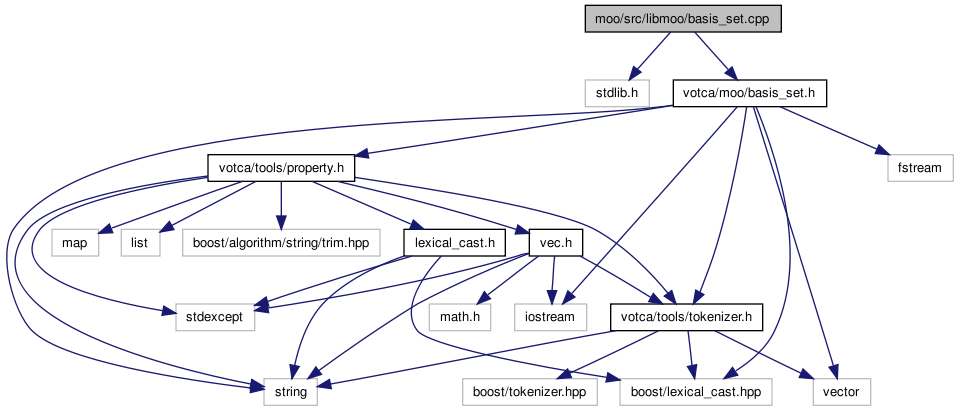 moo/src/libmoo/basis_set.cpp
stdlib.h
votca/moo/basis_set.h
votca/tools/property.h
fstream
map
list
boost/algorithm/string/trim.hpp
lexical_cast.h
vec.h
stdexcept
math.h
iostream
votca/tools/tokenizer.h
string
boost/tokenizer.hpp
boost/lexical_cast.hpp
vector